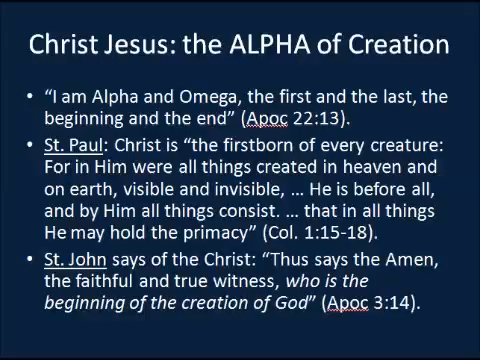 Christ Jesus: the ALPHA of Creation
• “I am Alpha and Omega, the first and the last, the
beginning and the end” (Apoc 22:13).
• St. Paul: Christ is “the firstborn of every creature:
For in Him were all things created in heaven and
on earth, visible and invisible, … He is before all,
and by Him all things consist. … that in all things
He may hold the primacy” (Col. 1:15-18).
• St. John says of the Christ: “Thus says the Amen,
the faithful and true witness, who is the
beginning of the creation of God” (Apoc 3:14).